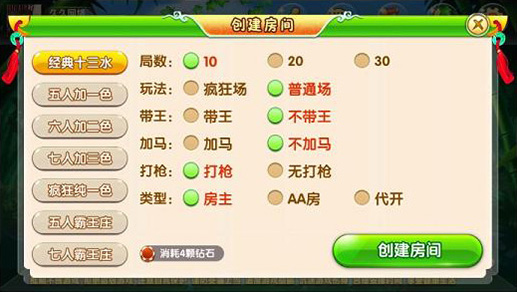 创建房间
经典十三水
五人加一色
六人加二色
七人加三色
疯狂纯一色
五人霸王庄
七人霸王庄
局数: 10 20 30
玩法: 疯狂场 普通场
带王: 带王 不带王
加马: 加马 不加马
打枪: 打枪 无打枪
类型: 房主 AA房 代开
消耗4颗钻石
创建房间